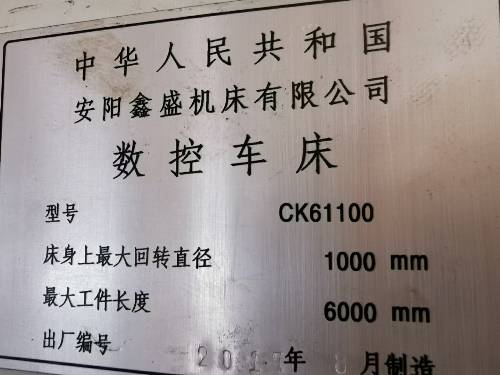 中华人民共和国
安阳鑫盛机床有限公司
数控车床
型号 CK61100
床身上最大回转直径 1000 mm
最大工件长度 6000 mm
出厂编号
年 月制造